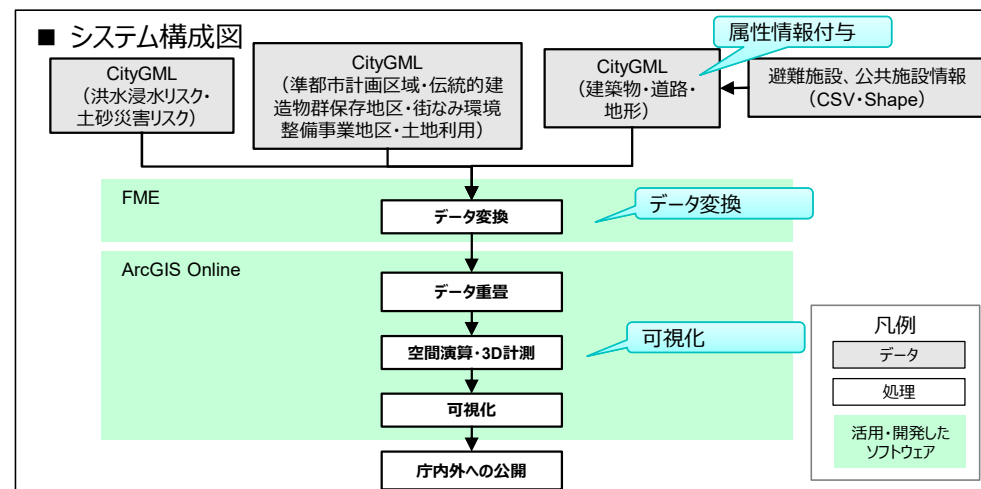 ■ システム構成図
属性情報付与
CityGML
（洪水浸水リスク・
土砂災害リスク）
CityGML
（準都市計画区域・伝統的建
造物群保存地区・街なみ環境
整備事業地区・土地利用）
CityGML
（建築物・道路・
地形）
避難施設、公共施設情報
（CSV・Shape）
FME
データ変換
データ変換
ArcGIS Online
データ重畳
空間演算・3D計測
可視化
可視化
庁内外への公開
凡例
データ
処理
活用・開発した
ソフトウェア